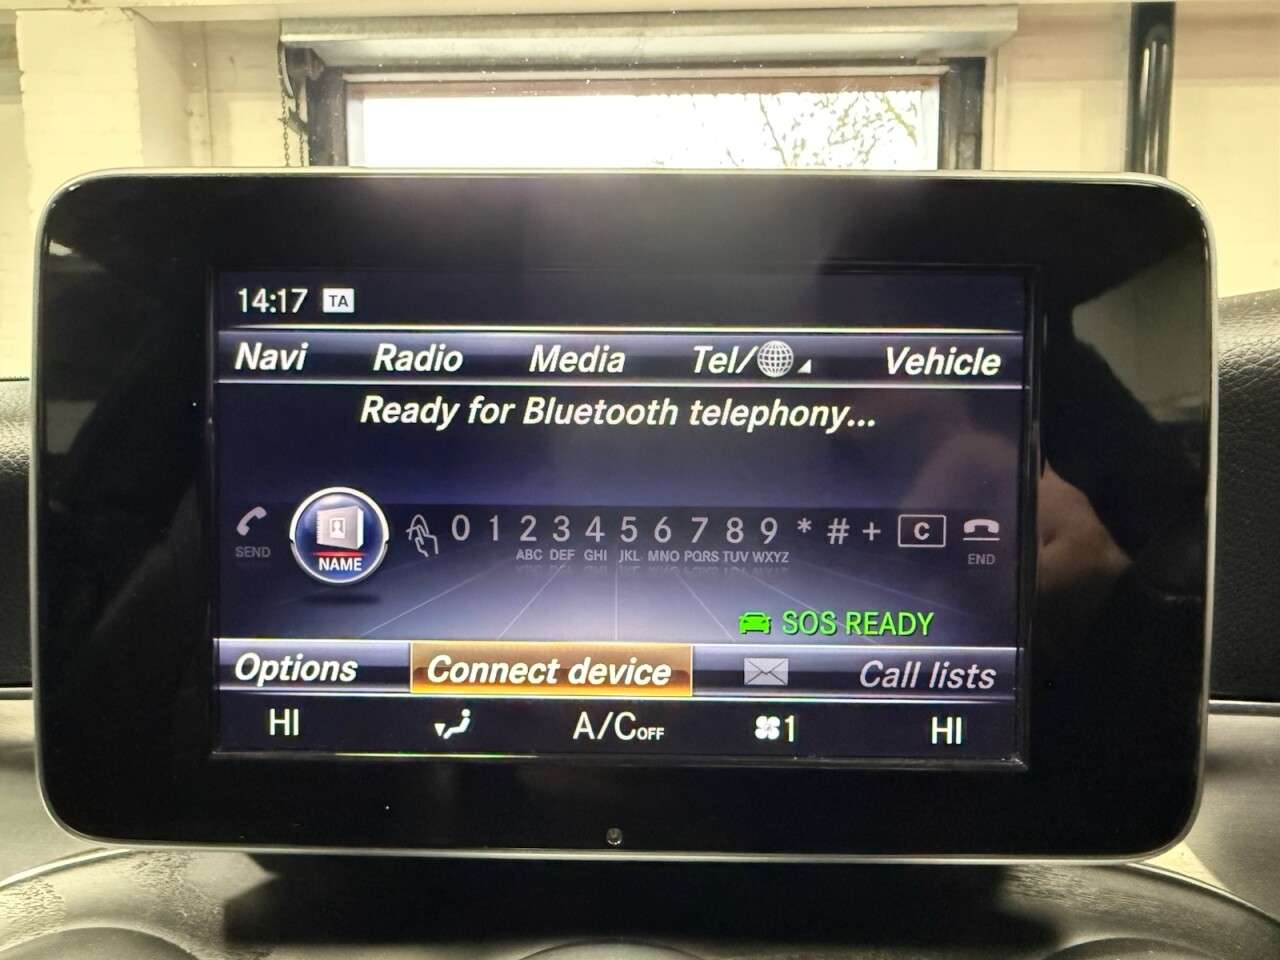 14:17 TA
Navi Radio Media Tel/ Vehicle
Ready for Bluetooth telephony...
SEND NAME 0 1 2 3 4 5 6 7 8 9 * # + C END
ABC DEF GHI JKL MNO PQRS TUV WXYZ
SOS READY
Options Connect device Call lists
HI A/C OFF 1 HI